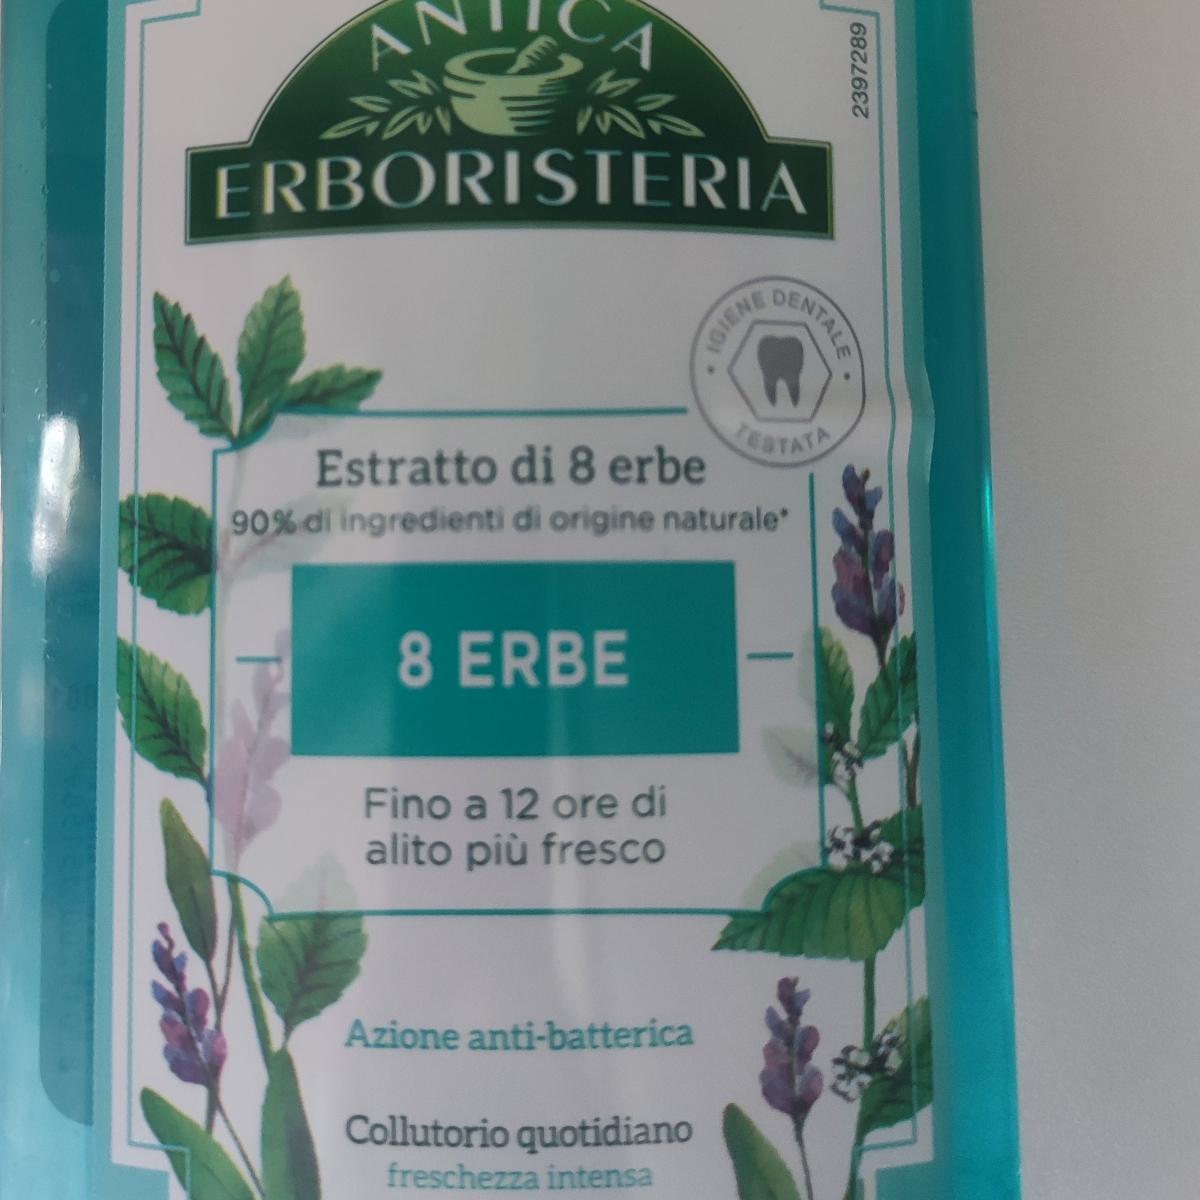 ANTICA
ERBORISTERIA
2397289
IGIENE DENTALE
TESTATA
Estratto di 8 erbe
90% di ingredienti di origine naturale*
8 ERBE
Fino a 12 ore di
alito più fresco
Azione anti-batterica
Collutorio quotidiano
freschezza intensa